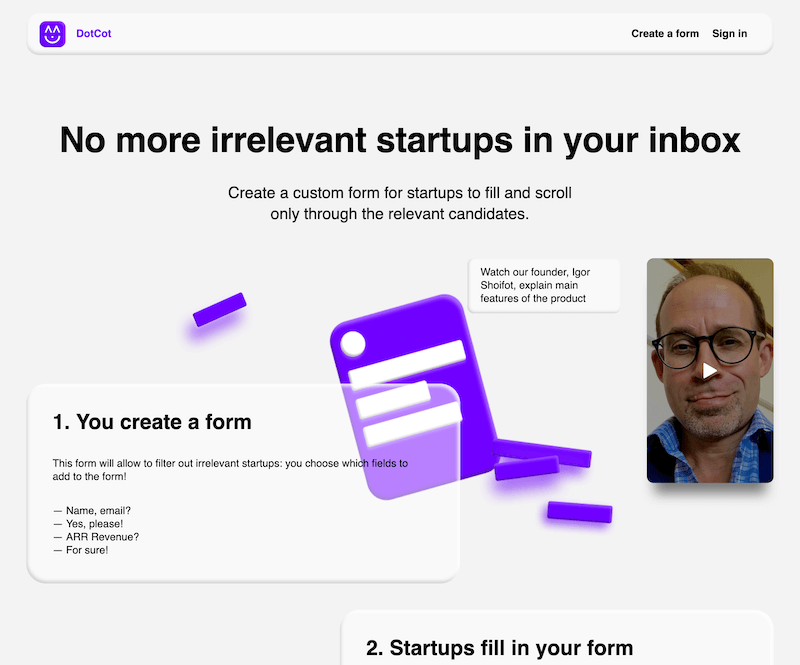 DotCot
Create a form
Sign in
No more irrelevant startups in your inbox
Create a custom form for startups to fill and scroll
only through the relevant candidates.
Watch our founder, Igor
Shoifot, explain main
features of the product
1. You create a form
This form will allow to filter out irrelevant startups: you choose which fields to
add to the form!
— Name, email?
— Yes, please!
— ARR Revenue?
— For sure!
2. Startups fill in your form